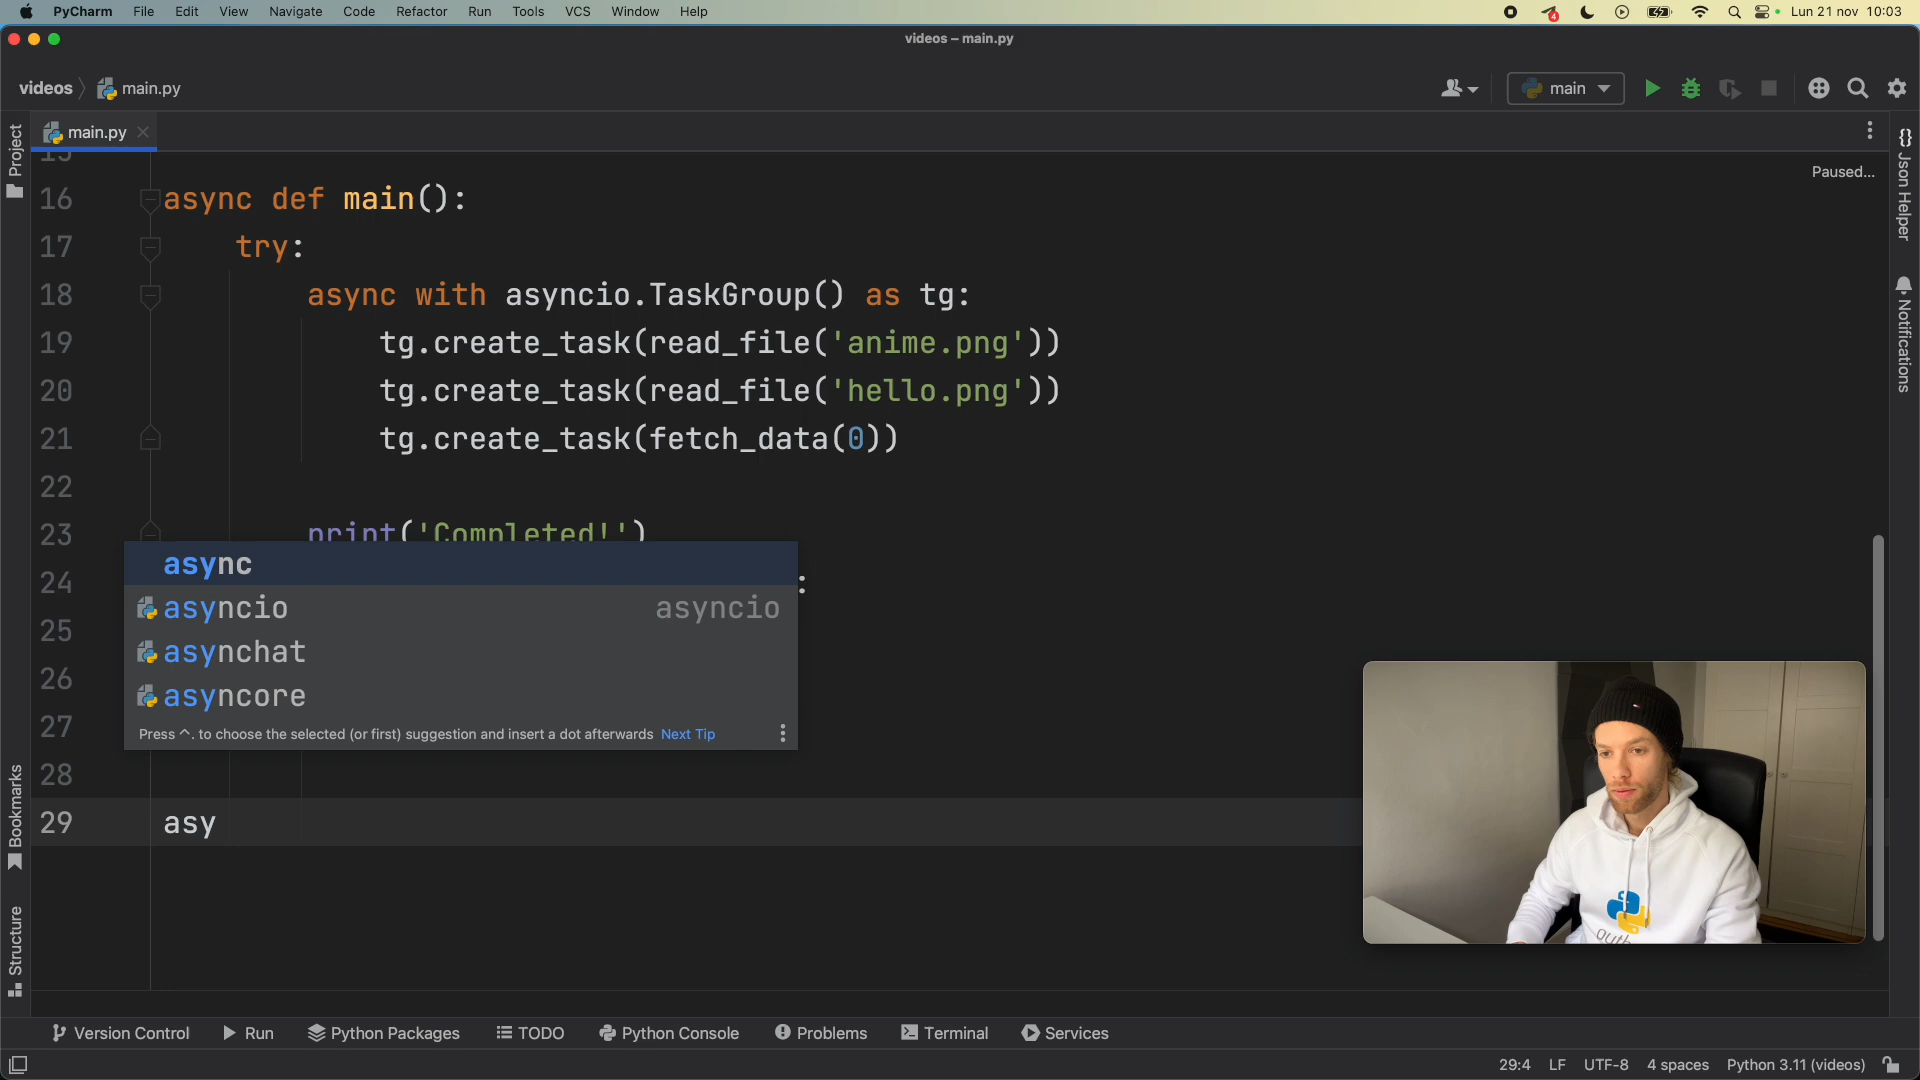 PyCharm File Edit View Navigate Code Refactor Run Tools VCS Window Help 4 Lun 21 nov 10:03
videos – main.py
videos main.py main
Project main.py {} Json Helper
Paused...
16 async def main():
17 try:
18 async with asyncio.TaskGroup() as tg:
19 tg.create_task(read_file('anime.png'))
20 tg.create_task(read_file('hello.png'))
21 tg.create_task(fetch_data(0))
Notifications
22
23 print('Completed!')
24 :
25
26
27
28
async
asyncio asyncio
asynchat
asyncore
Press ^. to choose the selected (or first) suggestion and insert a dot afterwards Next Tip
29 asy
Bookmarks
Structure
Version Control Run Python Packages TODO Python Console Problems Terminal Services
29:4 LF UTF-8 4 spaces Python 3.11 (videos)